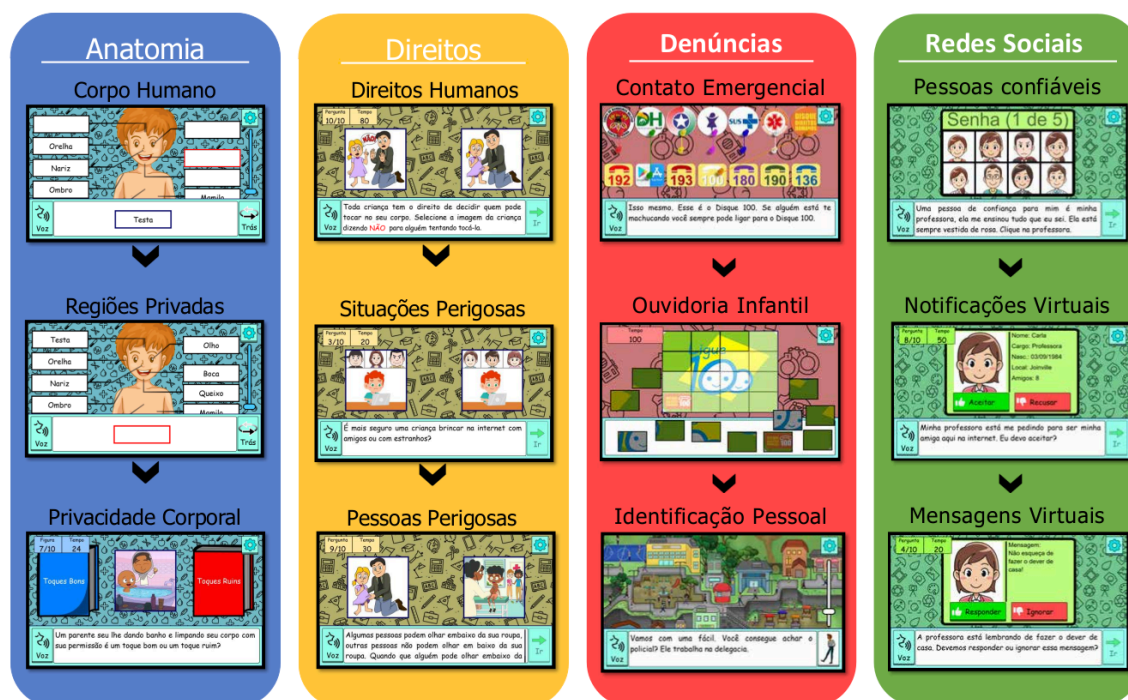 Anatomia
Corpo Humano
Orelha
Nariz
Ombro
Mamilo
Testa
Voz
Trás
Regiões Privadas
Testa
Orelha
Nariz
Ombro
Olho
Boca
Queixo
Mamilo
Voz
Trás
Privacidade Corporal
Figura
7/10
Tempo
24
Toques Bons
Toques Ruins
Voz
Um parente seu lhe dando banho e limpando seu corpo com
sua permissão é um toque bom ou um toque ruim?
Direitos
Direitos Humanos
Pergunta
10/10
Tempo
80
NÃO!
Voz
Toda criança tem o direito de decidir quem pode
tocar no seu corpo. Selecione a imagem da criança
dizendo NÃO para alguém tentando tocá-la.
Ir
Situações Perigosas
Pergunta
3/10
Tempo
20
Voz
É mais seguro uma criança brincar na internet com
amigos ou com estranhos?
Ir
Pessoas Perigosas
Pergunta
9/10
Tempo
30
Voz
Algumas pessoas podem olhar embaixo da sua roupa,
outras pessoas não podem olhar em baixo da sua
roupa. Quando que alguém pode olhar embaixo da
Ir
Denúncias
Contato Emergencial
DH
SUS
192
193
100
180
190
136
Voz
Isso mesmo. Esse é o Disque 100. Se alguém está te
machucando você sempre pode ligar para o Disque 100.
Ouvidoria Infantil
Tempo
100
100
Voz
Identificação Pessoal
Voz
Vamos com uma fácil. Você consegue achar o
policial? Ele trabalha na delegacia.
Redes Sociais
Pessoas confiáveis
Senha (1 de 5)
Voz
Uma pessoa de confiança para mim é minha
professora, ela me ensinou tudo que eu sei. Ela está
sempre vestida de rosa. Clique na professora.
Ir
Notificações Virtuais
Pergunta
8/10
Tempo
50
Nome: Carla
Cargo: Professora
Nasc.: 03/09/1984
Local: Joinville
Amigos: 8
Aceitar
Recusar
Voz
Minha professora está me pedindo para ser minha
amiga aqui na internet. Eu devo aceitar?
Ir
Mensagens Virtuais
Pergunta
4/10
Tempo
20
Mensagem:
Não esqueça de
fazer o dever de
casa!
Responder
Ignorar
Voz
A professora está lembrando de fazer o dever de
casa. Devemos responder ou ignorar essa mensagem?
Ir